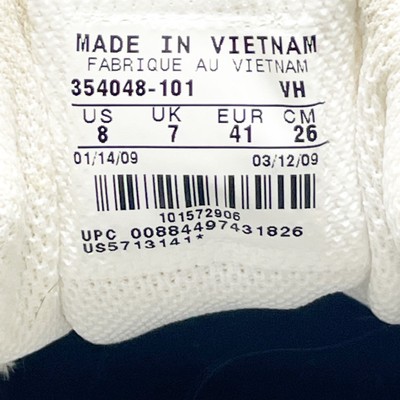 MADE IN VIETNAM
FABRIQUE AU VIETNAM
354048-101 VH
US UK EUR CM
8 7 41 26
01/14/09 03/12/09
101572906
UPC 00884497431826
US5713141*